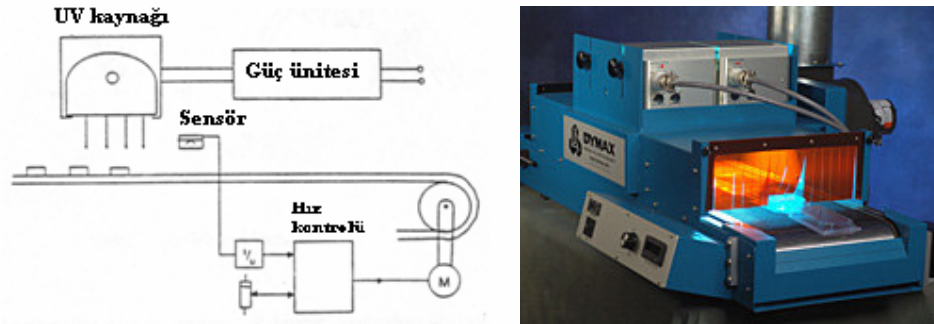 UV kaynağı
Güç ünitesi
Sensör
Hız
kontrolü
M
DYMAX